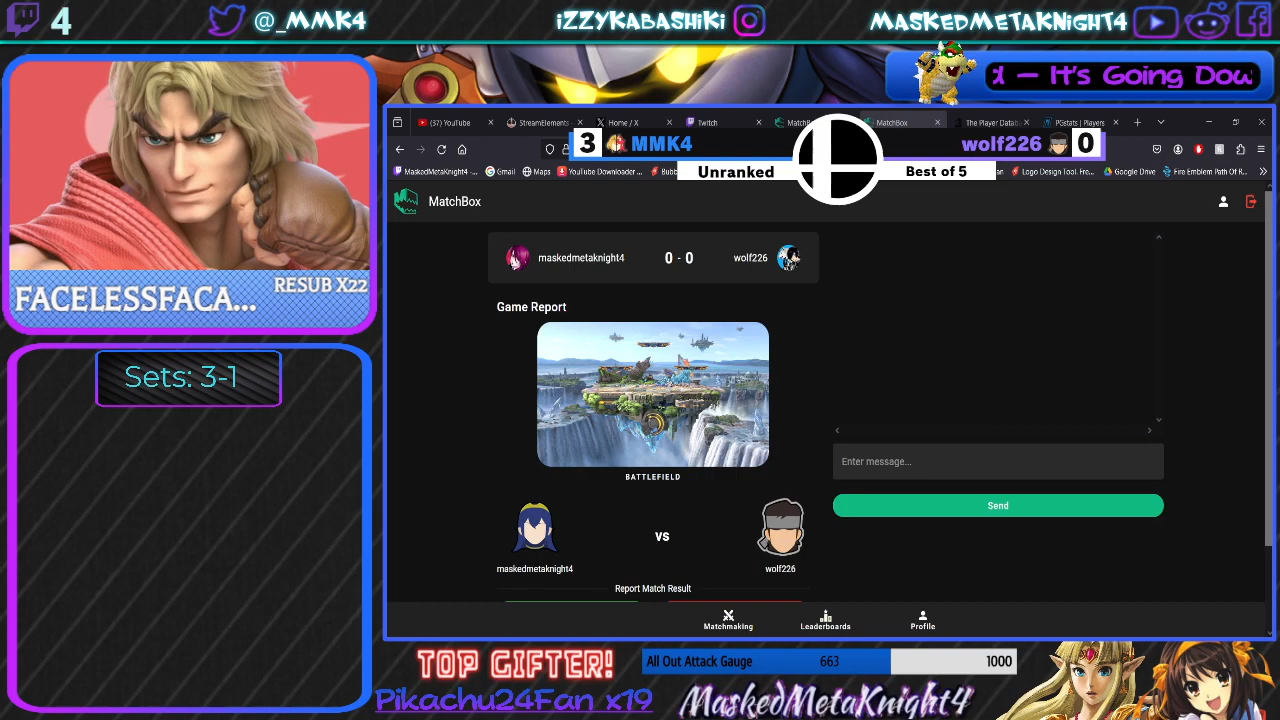 4
@_MMK4
iZZYKABASHiKi
MASKEDMETAKNiGHT4
— It's Going Dow
(37) YouTube
StreamElements -
Home / X
Twitch
MatchBox
The Player Datab
PGstats | Players
3 MMK4
wolf226 0
Unranked
Best of 5
MaskedMetaKnight4 -...
Gmail
Maps
YouTube Downloader ...
Logo Design Tool. Fre...
Google Drive
Fire Emblem Path Of R...
MatchBox
maskedmetaknight4
0 - 0
wolf226
Game Report
BATTLEFIELD
VS
maskedmetaknight4
wolf226
Report Match Result
Enter message...
Send
Matchmaking
Leaderboards
Profile
FACELESSFACA...
RESUB X22
Sets: 3-1
TOP GIFTER!
Pikachu24Fan x19
All Out Attack Gauge
663
1000
MaskedMetaKnight4